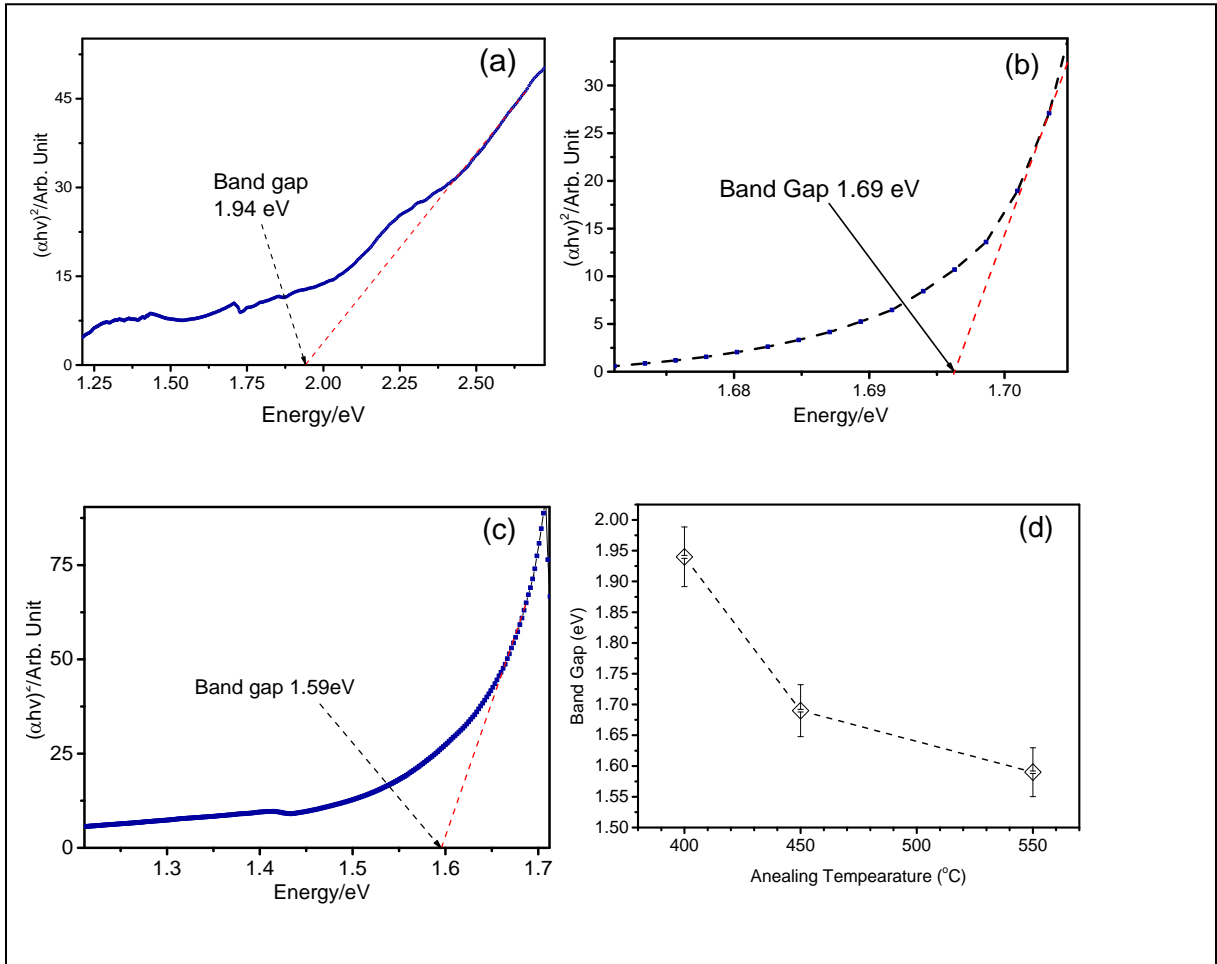 (a)
45
30
15
0
(αhν)²/Arb. Unit
Band gap
1.94 eV
1.25 1.50 1.75 2.00 2.25 2.50
Energy/eV
(b)
35
30
25
20
15
10
5
0
(αhν)²/Arb. Unit
Band Gap 1.69 eV
1.68 1.69 1.70
Energy/eV
(c)
75
50
25
0
(αhν)²/Arb. Unit
Band gap 1.59eV
1.3 1.4 1.5 1.6 1.7
Energy/eV
(d)
2.00
1.95
1.90
1.85
1.80
1.75
1.70
1.65
1.60
1.55
1.50
Band Gap (eV)
400 450 500 550
Anealing Tempearature (°C)